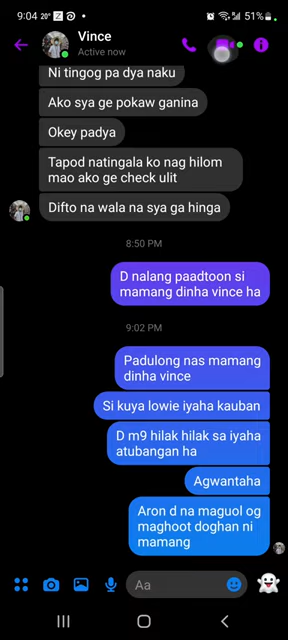 9:04 20° Z 51%
Vince
Active now
Ni tingog pa dya naku
Ako sya ge pokaw ganina
Okey padya
Tapod natingala ko nag hilom
mao ako ge check ulit
Difto na wala na sya ga hinga
8:50 PM
D nalang paadtoon si
mamang dinha vince ha
9:02 PM
Padulong nas mamang
dinha vince
Si kuya lowie iyaha kauban
D m9 hilak hilak sa iyaha
atubangan ha
Agwantaha
Aron d na maguol og
maghoot doghan ni
mamang
Aa